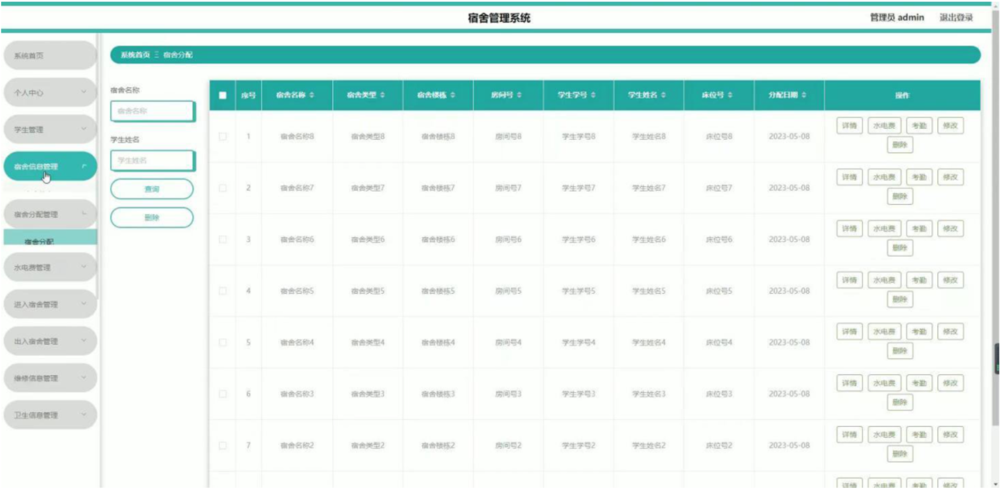 宿舍管理系统
管理员 admin 退出登录
系统首页
个人中心
学生管理
宿舍信息管理
宿舍分配管理
宿舍分配
水电费管理
进入宿舍管理
出入宿舍管理
维修信息管理
卫生信息管理
系统首页 宿舍分配
宿舍名称
宿舍名称
学生姓名
学生姓名
查询
删除
序号 宿舍名称 宿舍类型 宿舍楼栋 房间号 学生学号 学生姓名 床位号 分配日期 操作
1 宿舍名称8 宿舍类型8 宿舍楼栋8 房间号8 学生学号8 学生姓名8 床位号8 2023-05-08 详情 水电费 考勤 修改
删除
2 宿舍名称7 宿舍类型7 宿舍楼栋7 房间号7 学生学号7 学生姓名7 床位号7 2023-05-08 详情 水电费 考勤 修改
删除
3 宿舍名称6 宿舍类型6 宿舍楼栋6 房间号6 学生学号6 学生姓名6 床位号6 2023-05-08 详情 水电费 考勤 修改
删除
4 宿舍名称5 宿舍类型5 宿舍楼栋5 房间号5 学生学号5 学生姓名5 床位号5 2023-05-08 详情 水电费 考勤 修改
删除
5 宿舍名称4 宿舍类型4 宿舍楼栋4 房间号4 学生学号4 学生姓名4 床位号4 2023-05-08 详情 水电费 考勤 修改
删除
6 宿舍名称3 宿舍类型3 宿舍楼栋3 房间号3 学生学号3 学生姓名3 床位号3 2023-05-08 详情 水电费 考勤 修改
删除
7 宿舍名称2 宿舍类型2 宿舍楼栋2 房间号2 学生学号2 学生姓名2 床位号2 2023-05-08 详情 水电费 考勤 修改
删除
详情 水电费 考勤 修改